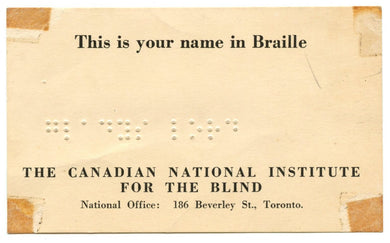 This is your name in Braille
THE CANADIAN NATIONAL INSTITUTE
FOR THE BLIND
National Office: 186 Beverley St., Toronto.